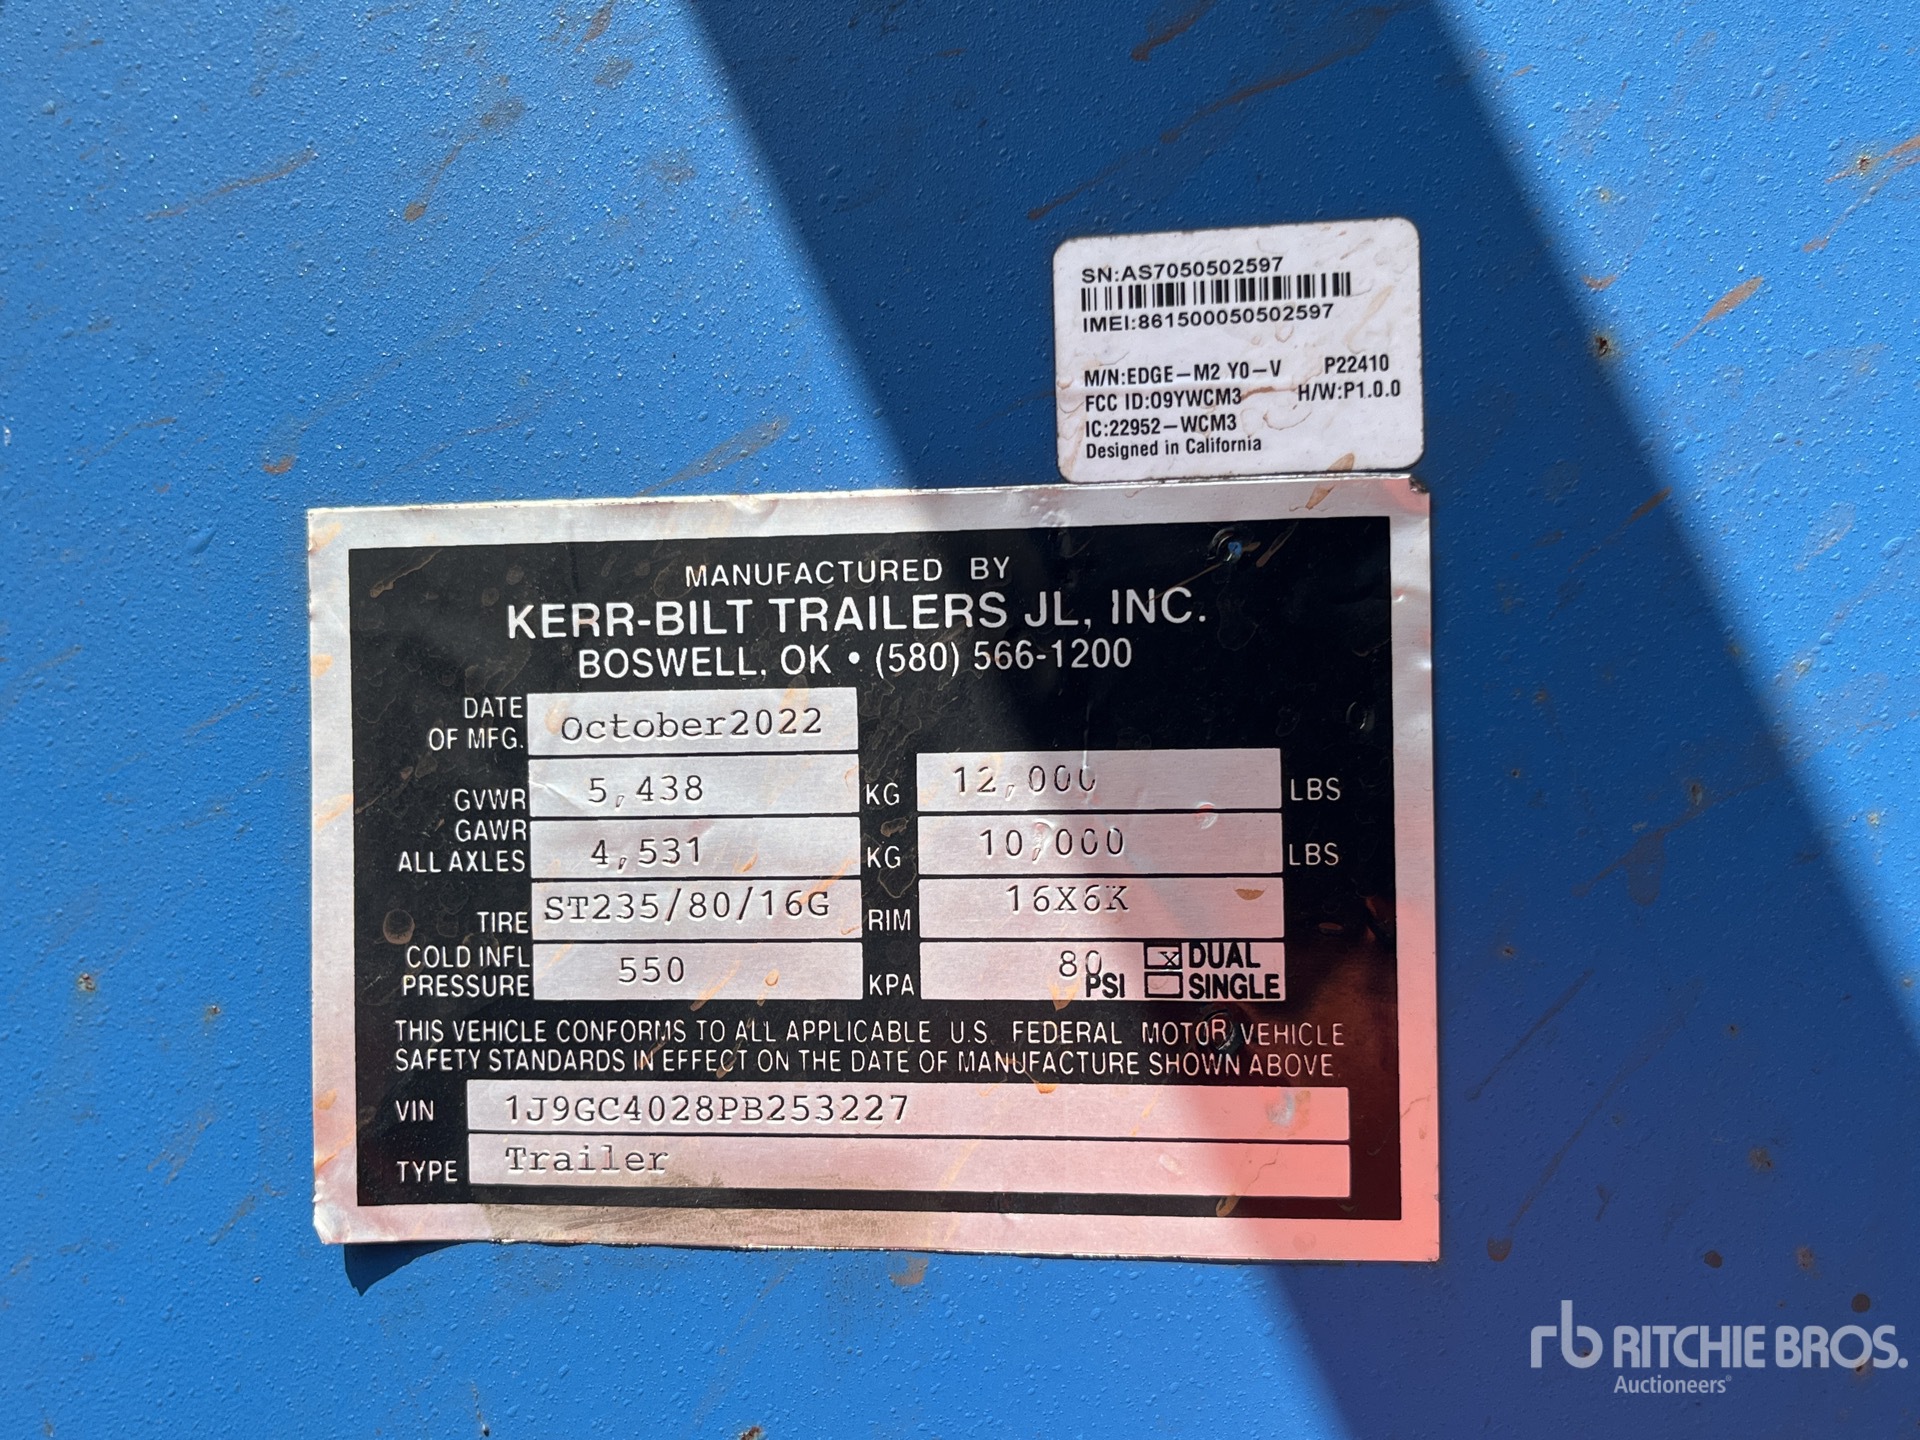 SN:AS7050502597
IMEI:861500050502597
M/N:EDGE-M2 Y0-V P22410
FCC ID:O9YWCM3 H/W:P1.0.0
IC:22952-WCM3
Designed in California
MANUFACTURED BY
KERR-BILT TRAILERS JL, INC.
BOSWELL, OK • (580) 566-1200
DATE OF MFG. October2022
GVWR 5,438 KG 12,000 LBS
GAWR ALL AXLES 4,531 KG 10,000 LBS
TIRE ST235/80/16G RIM 16X6K
COLD INFL PRESSURE 550 KPA 80 PSI X DUAL
SINGLE
THIS VEHICLE CONFORMS TO ALL APPLICABLE U.S. FEDERAL MOTOR VEHICLE
SAFETY STANDARDS IN EFFECT ON THE DATE OF MANUFACTURE SHOWN ABOVE.
VIN 1J9GC4028PB253227
TYPE Trailer
rb RITCHIE BROS.
Auctioneers